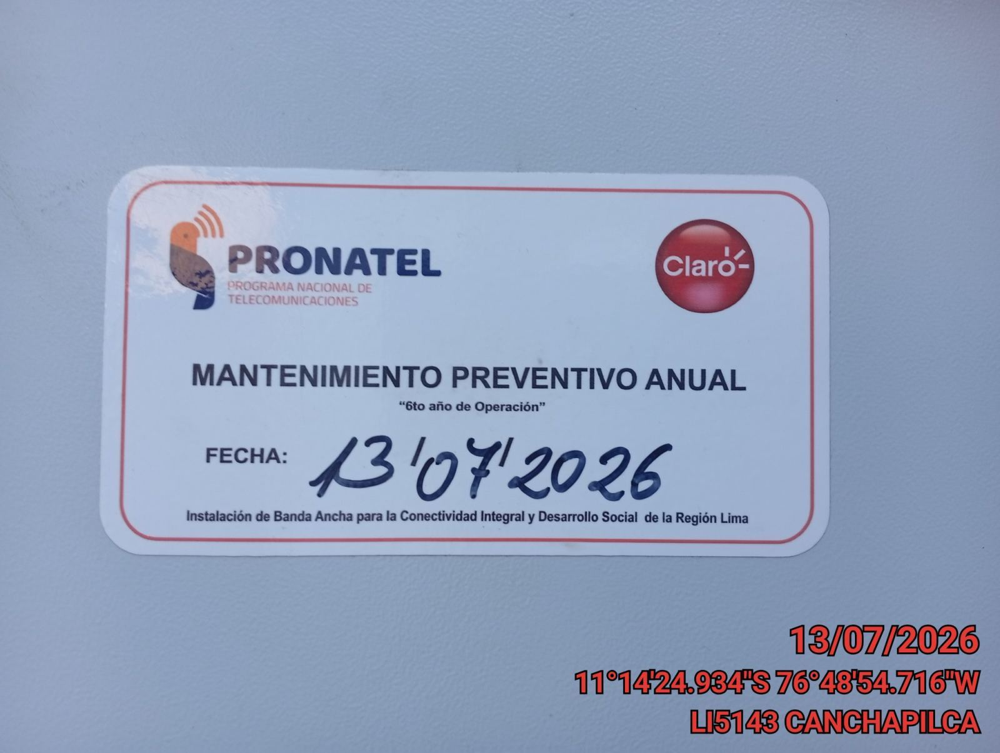 PRONATEL
PROGRAMA NACIONAL DE
TELECOMUNICACIONES
Claro
MANTENIMIENTO PREVENTIVO ANUAL
“6to año de Operación”
FECHA: 13/07/2026
Instalación de Banda Ancha para la Conectividad Integral y Desarrollo Social de la Región Lima
13/07/2026
11°14'24.934"S 76°48'54.716"W
LI5143 CANCHAPILCA